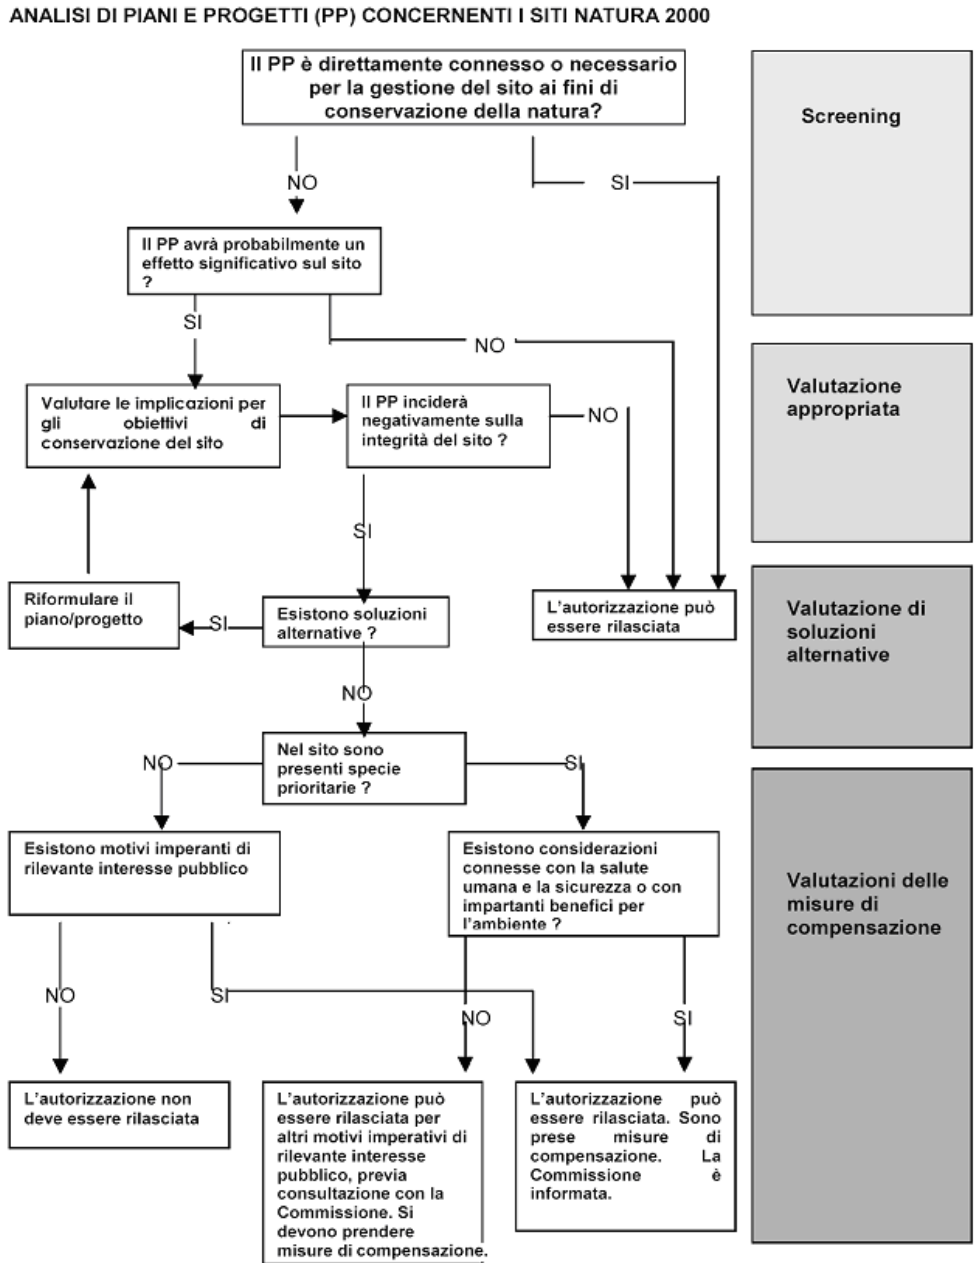 ANALISI DI PIANI E PROGETTI (PP) CONCERNENTI I SITI NATURA 2000
Il PP è direttamente connesso o necessario
per la gestione del sito ai fini di
conservazione della natura?
Screening
NO
SI
Il PP avrà probabilmente un
effetto significativo sul sito
?
SI
NO
Valutazione
appropriata
Valutare le implicazioni per
gli obiettivi di
conservazione del sito
Il PP inciderà
negativamente sulla
integrità del sito ?
NO
SI
Riformulare il
piano/progetto
SI
Esistono soluzioni
alternative ?
L'autorizzazione può
essere rilasciata
Valutazione di
soluzioni
alternative
NO
Nel sito sono
presenti specie
prioritarie ?
NO
SI
Esistono motivi imperanti di
rilevante interesse pubblico
Esistono considerazioni
connesse con la salute
umana e la sicurezza o con
impartanti benefici per
l'ambiente ?
Valutazioni delle
misure di
compensazione
NO
SI
NO
SI
L'autorizzazione non
deve essere rilasciata
L'autorizzazione può
essere rilasciata per
altri motivi imperativi di
rilevante interesse
pubblico, previa
consultazione con la
Commissione. Si
devono prendere
misure di compensazione.
L'autorizzazione può
essere rilasciata. Sono
prese misure di
compensazione. La
Commissione è
informata.